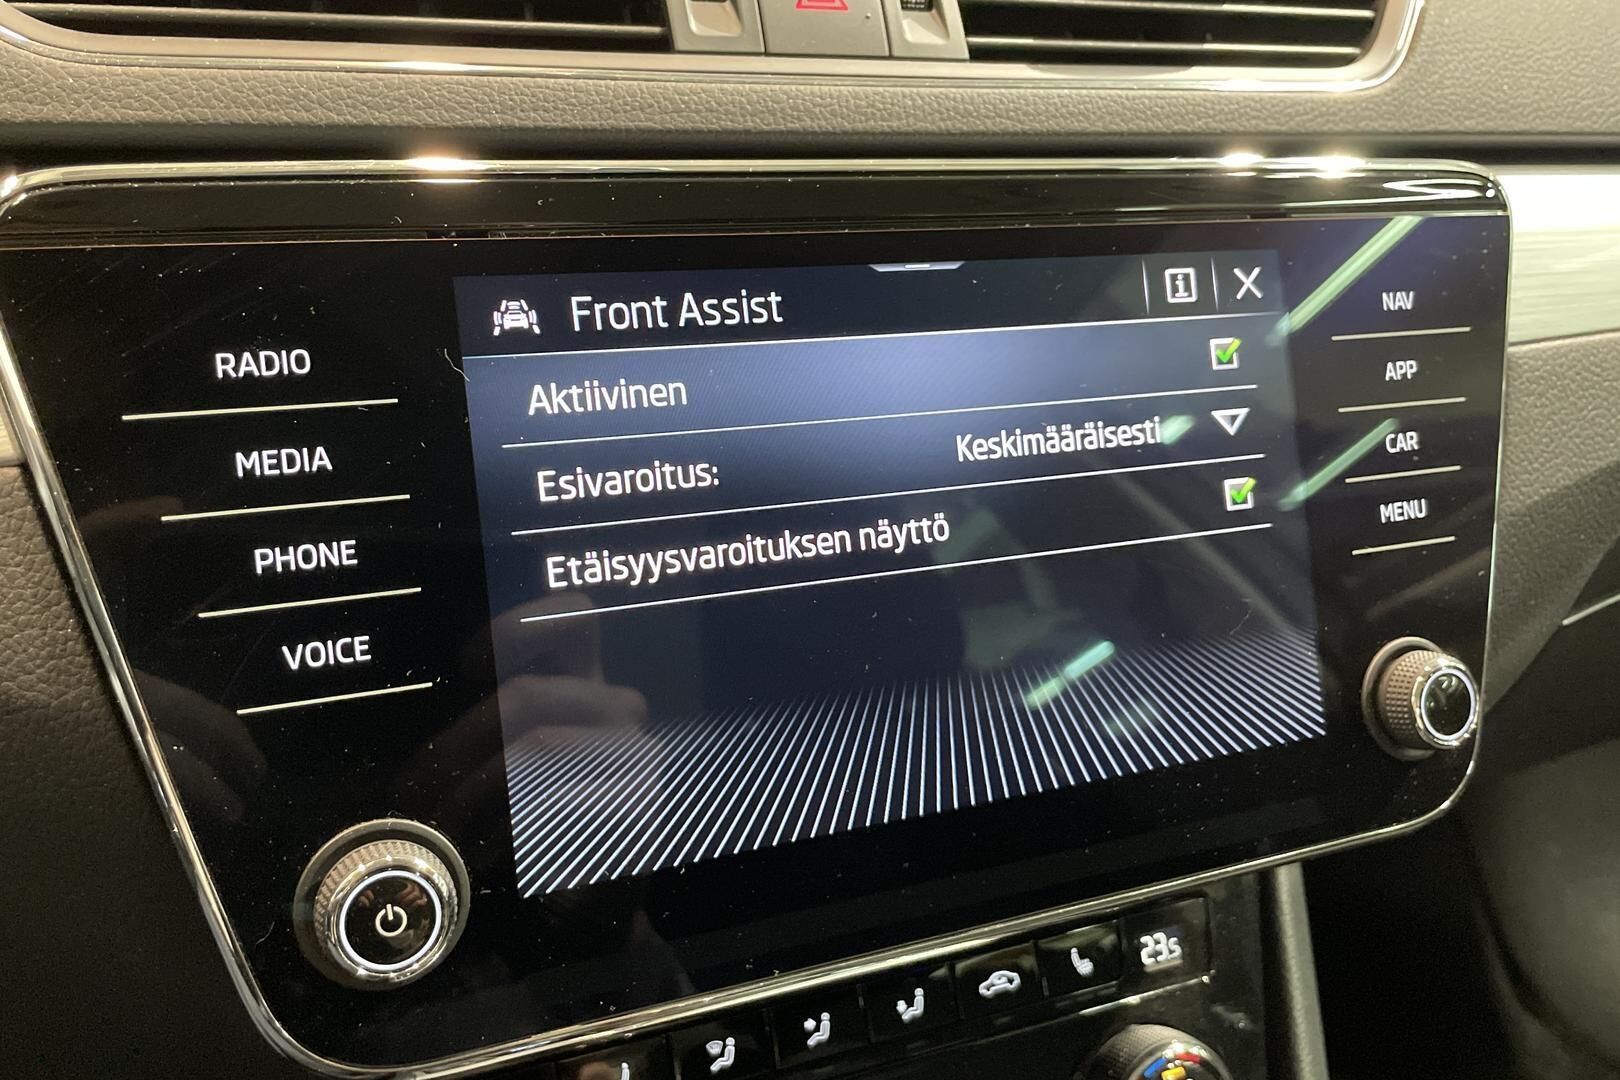 Front Assist
Aktiivinen
Esivaroitus: Keskimääräisesti
Etäisyysvaroituksen näyttö
RADIO
MEDIA
PHONE
VOICE
NAV
APP
CAR
MENU
23.5